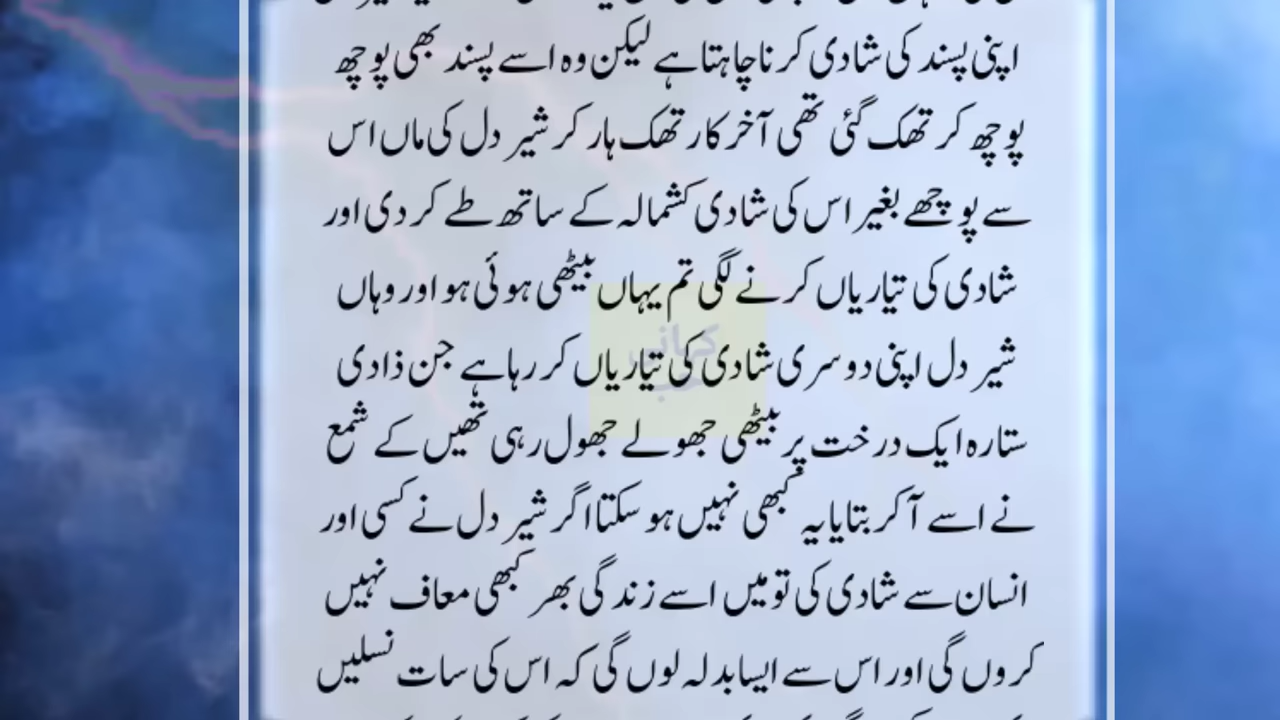 اپنی پسند کی شادی کرنا چاہتا ہے لیکن وہ اسے پسند بھی پوچھ
پوچھ کر تھک گئی تھی آخر کار تھک ہار کر شیر دل کی ماں اس
سے پوچھے بغیر اس کی شادی کشمالہ کے ساتھ طے کر دی اور
شادی کی تیاریاں کرنے لگی تم یہاں بیٹھی ہوئی ہو اور وہاں
شیر دل اپنی دوسری شادی کی تیاریاں کر رہا ہے جن ذادی
ستارہ ایک درخت پر بیٹھی جھولے جھول رہی تھیں کے شمع
نے اسے آکر بتایا یہ کبھی نہیں ہو سکتا اگر شیر دل نے کسی اور
انسان سے شادی کی تو میں اسے زندگی بھر کبھی معاف نہیں
کروں گی اور اس سے ایسا بدلہ لوں گی کہ اس کی سات نسلیں